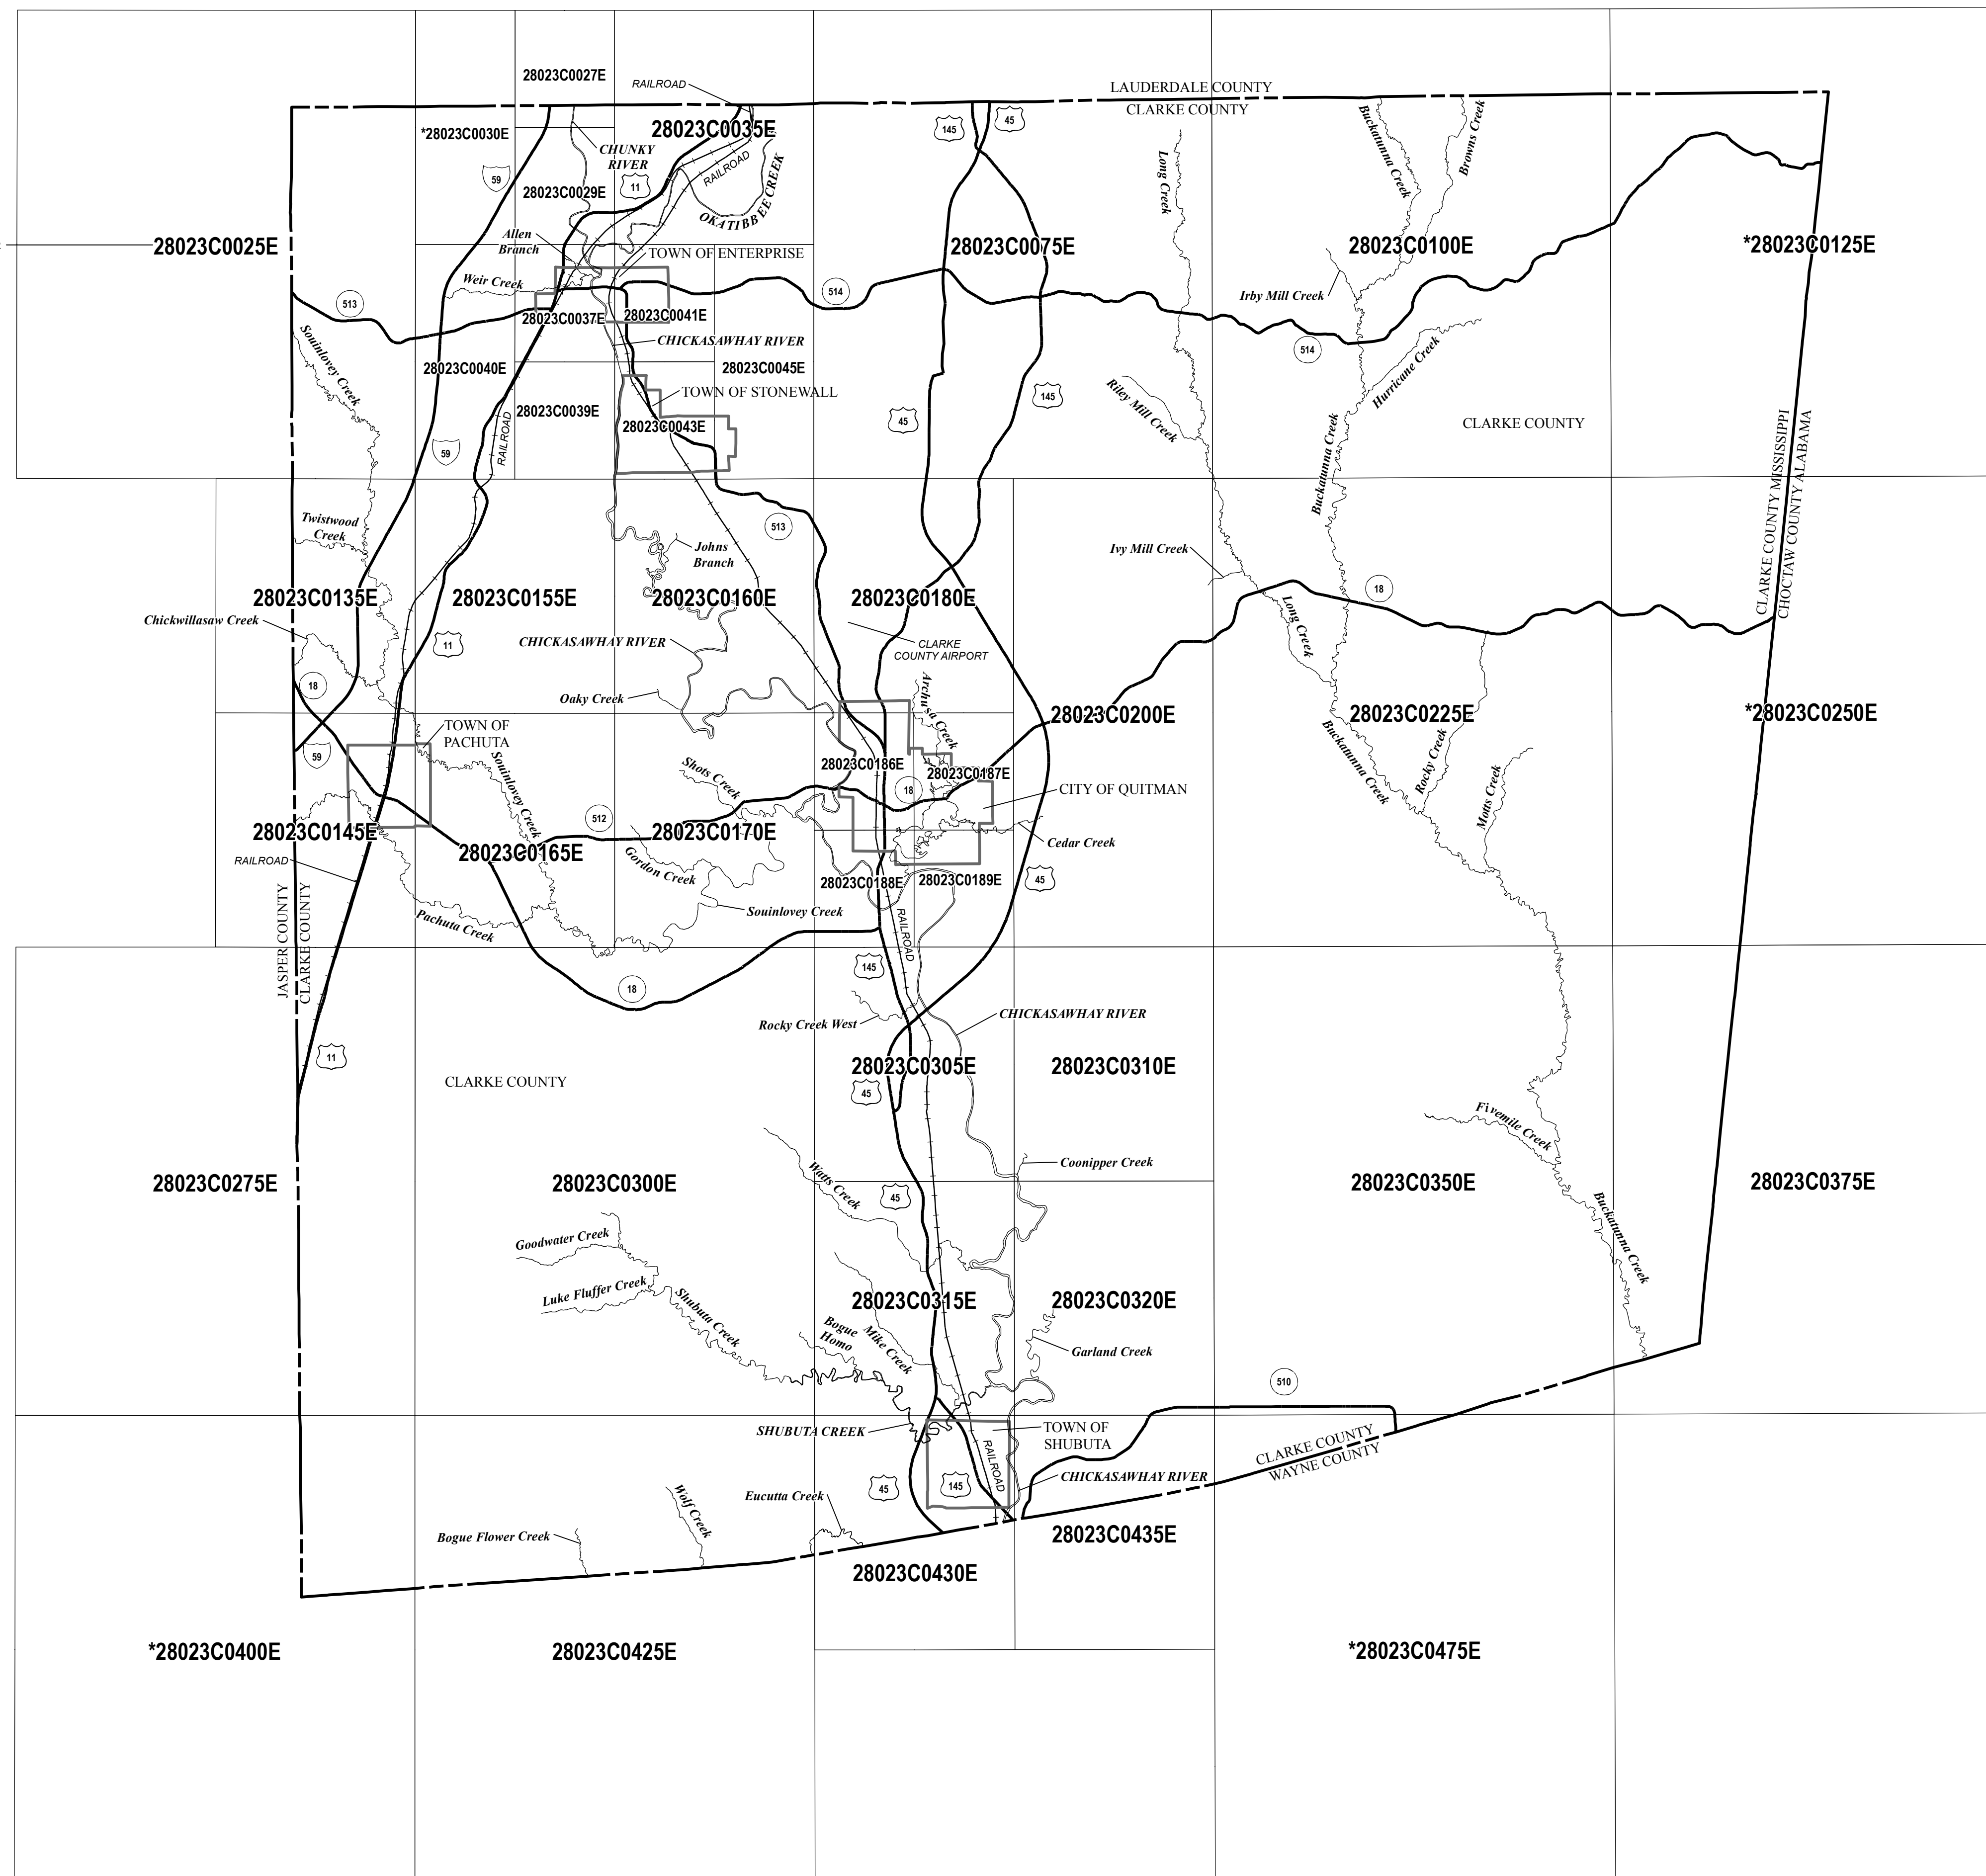 28023C0027E
RAILROAD
LAUDERDALE COUNTY
CLARKE COUNTY
*28023C0030E
28023C0035E
145
45
CHUNKY
RIVER
RAILROAD
59
28023C0029E
11
OKATIBBEE CREEK
Long Creek
Buckatunna Creek
Browns Creek
Allen
Branch
28023C0025E
TOWN OF ENTERPRISE
28023C0075E
28023C0100E
*28023C0125E
Weir Creek
513
514
Irby Mill Creek
28023C0037E
28023C0041E
CHICKASAWHAY RIVER
514
Souinlovey Creek
28023C0040E
28023C0045E
Hurricane Creek
TOWN OF STONEWALL
Riley Mill Creek
145
28023C0039E
45
28023C0043E
CLARKE COUNTY
RAILROAD
59
Buckatunna Creek
CLARKE COUNTY MISSISSIPPI
CHOCTAW COUNTY ALABAMA
Twistwood
Creek
513
Johns
Branch
Ivy Mill Creek
28023C0135E
28023C0155E
28023C0160E
28023C0180E
18
Chickwillasaw Creek
Long Creek
11
CHICKASAWHAY RIVER
CLARKE
COUNTY AIRPORT
18
Oaky Creek
Archusa Creek
28023C0200E
28023C0225E
*28023C0250E
TOWN OF
PACHUTA
59
Souinlovey Creek
Shots Creek
28023C0186E
28023C0187E
Buckatunna Creek
Rocky Creek
Motts Creek
18
CITY OF QUITMAN
512
28023C0145E
28023C0170E
Cedar Creek
28023C0165E
RAILROAD
Gordon Creek
28023C0188E
28023C0189E
45
Souinlovey Creek
Pachuta Creek
RAILROAD
JASPER COUNTY
CLARKE COUNTY
145
18
Rocky Creek West
CHICKASAWHAY RIVER
11
28023C0305E
28023C0310E
CLARKE COUNTY
45
Fivemile Creek
Coonipper Creek
28023C0275E
28023C0300E
Watts Creek
45
28023C0350E
28023C0375E
Buckatunna Creek
Goodwater Creek
Luke Fluffer Creek
Shubuta Creek
28023C0315E
28023C0320E
Bogue
Homo
Mike Creek
Garland Creek
510
SHUBUTA CREEK
TOWN OF
SHUBUTA
CLARKE COUNTY
WAYNE COUNTY
RAILROAD
CHICKASAWHAY RIVER
45
145
Wolf Creek
Eucutta Creek
Bogue Flower Creek
28023C0435E
28023C0430E
*28023C0400E
28023C0425E
*28023C0475E